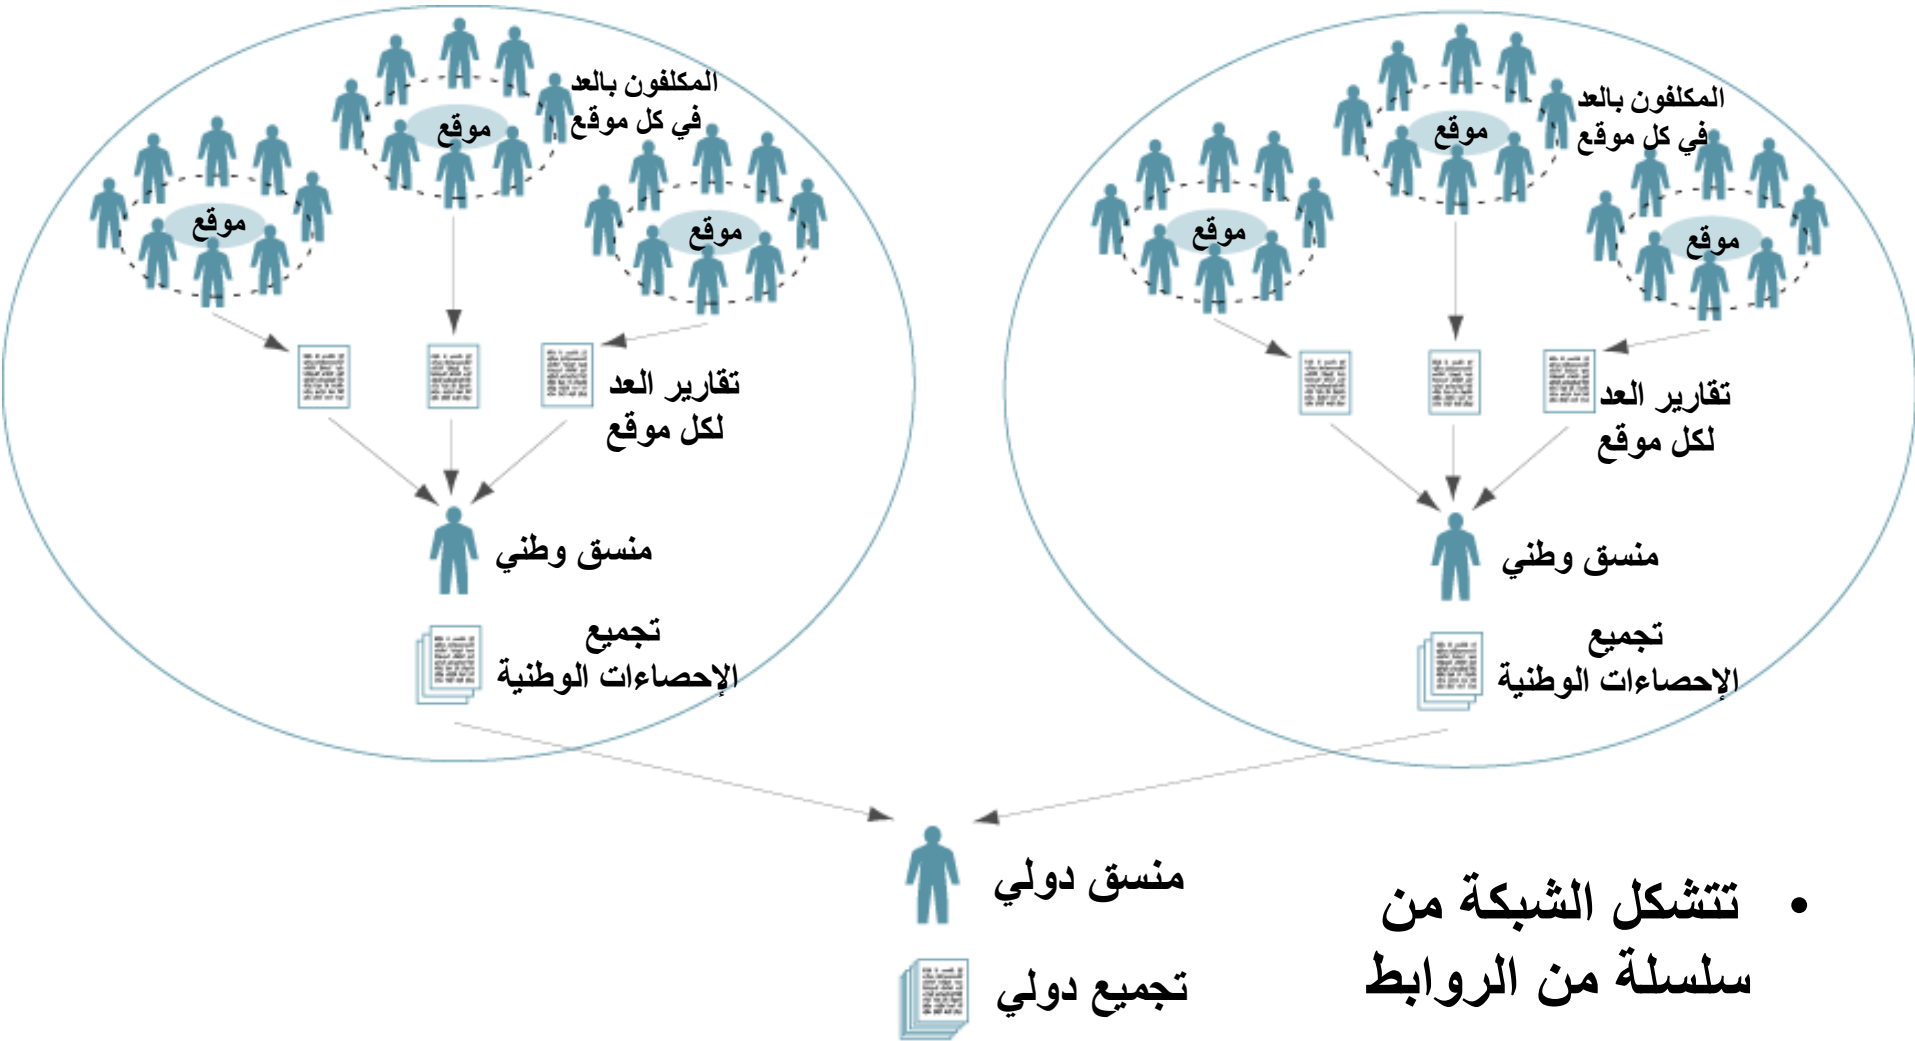 المكلفون بالعد
في كل موقع
موقع
موقع
موقع
تقارير العد
لكل موقع
منسق وطني
تجميع
الإحصاءات الوطنية
المكلفون بالعد
في كل موقع
موقع
موقع
موقع
تقارير العد
لكل موقع
منسق وطني
تجميع
الإحصاءات الوطنية
منسق دولي
تجميع دولي
• تتشكل الشبكة من
سلسلة من الروابط